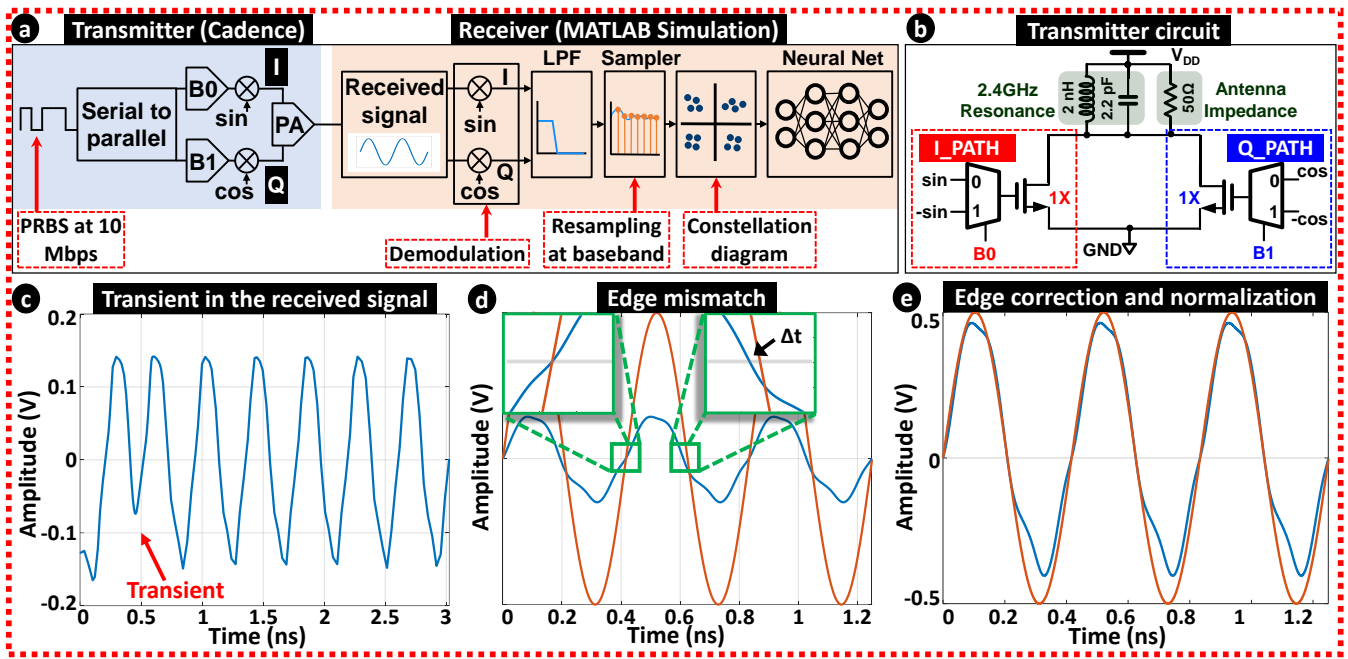 a
Transmitter (Cadence)
Receiver (MATLAB Simulation)
I
B0
sin
Serial to
parallel
PA
B1
cos
Q
Received
signal
I
sin
Q
cos
LPF
Sampler
Neural Net
PRBS at 10
Mbps
Demodulation
Resampling
at baseband
Constellation
diagram
b
Transmitter circuit
VDD
2.4GHz
Resonance
2 nH
2.2 pF
50Ω
Antenna
Impedance
I_PATH
Q_PATH
sin
-sin
0
1
B0
1X
1X
GND
0
1
cos
-cos
B1
c
Transient in the received signal
0.2
0.1
0
-0.1
-0.2
Amplitude (V)
Transient
0 0.5 1 1.5 2 2.5 3
Time (ns)
d
Edge mismatch
Δt
Amplitude (V)
0 0.2 0.4 0.6 0.8 1 1.2
Time (ns)
e
Edge correction and normalization
0.5
0
-0.5
Amplitude (V)
0 0.2 0.4 0.6 0.8 1 1.2
Time (ns)